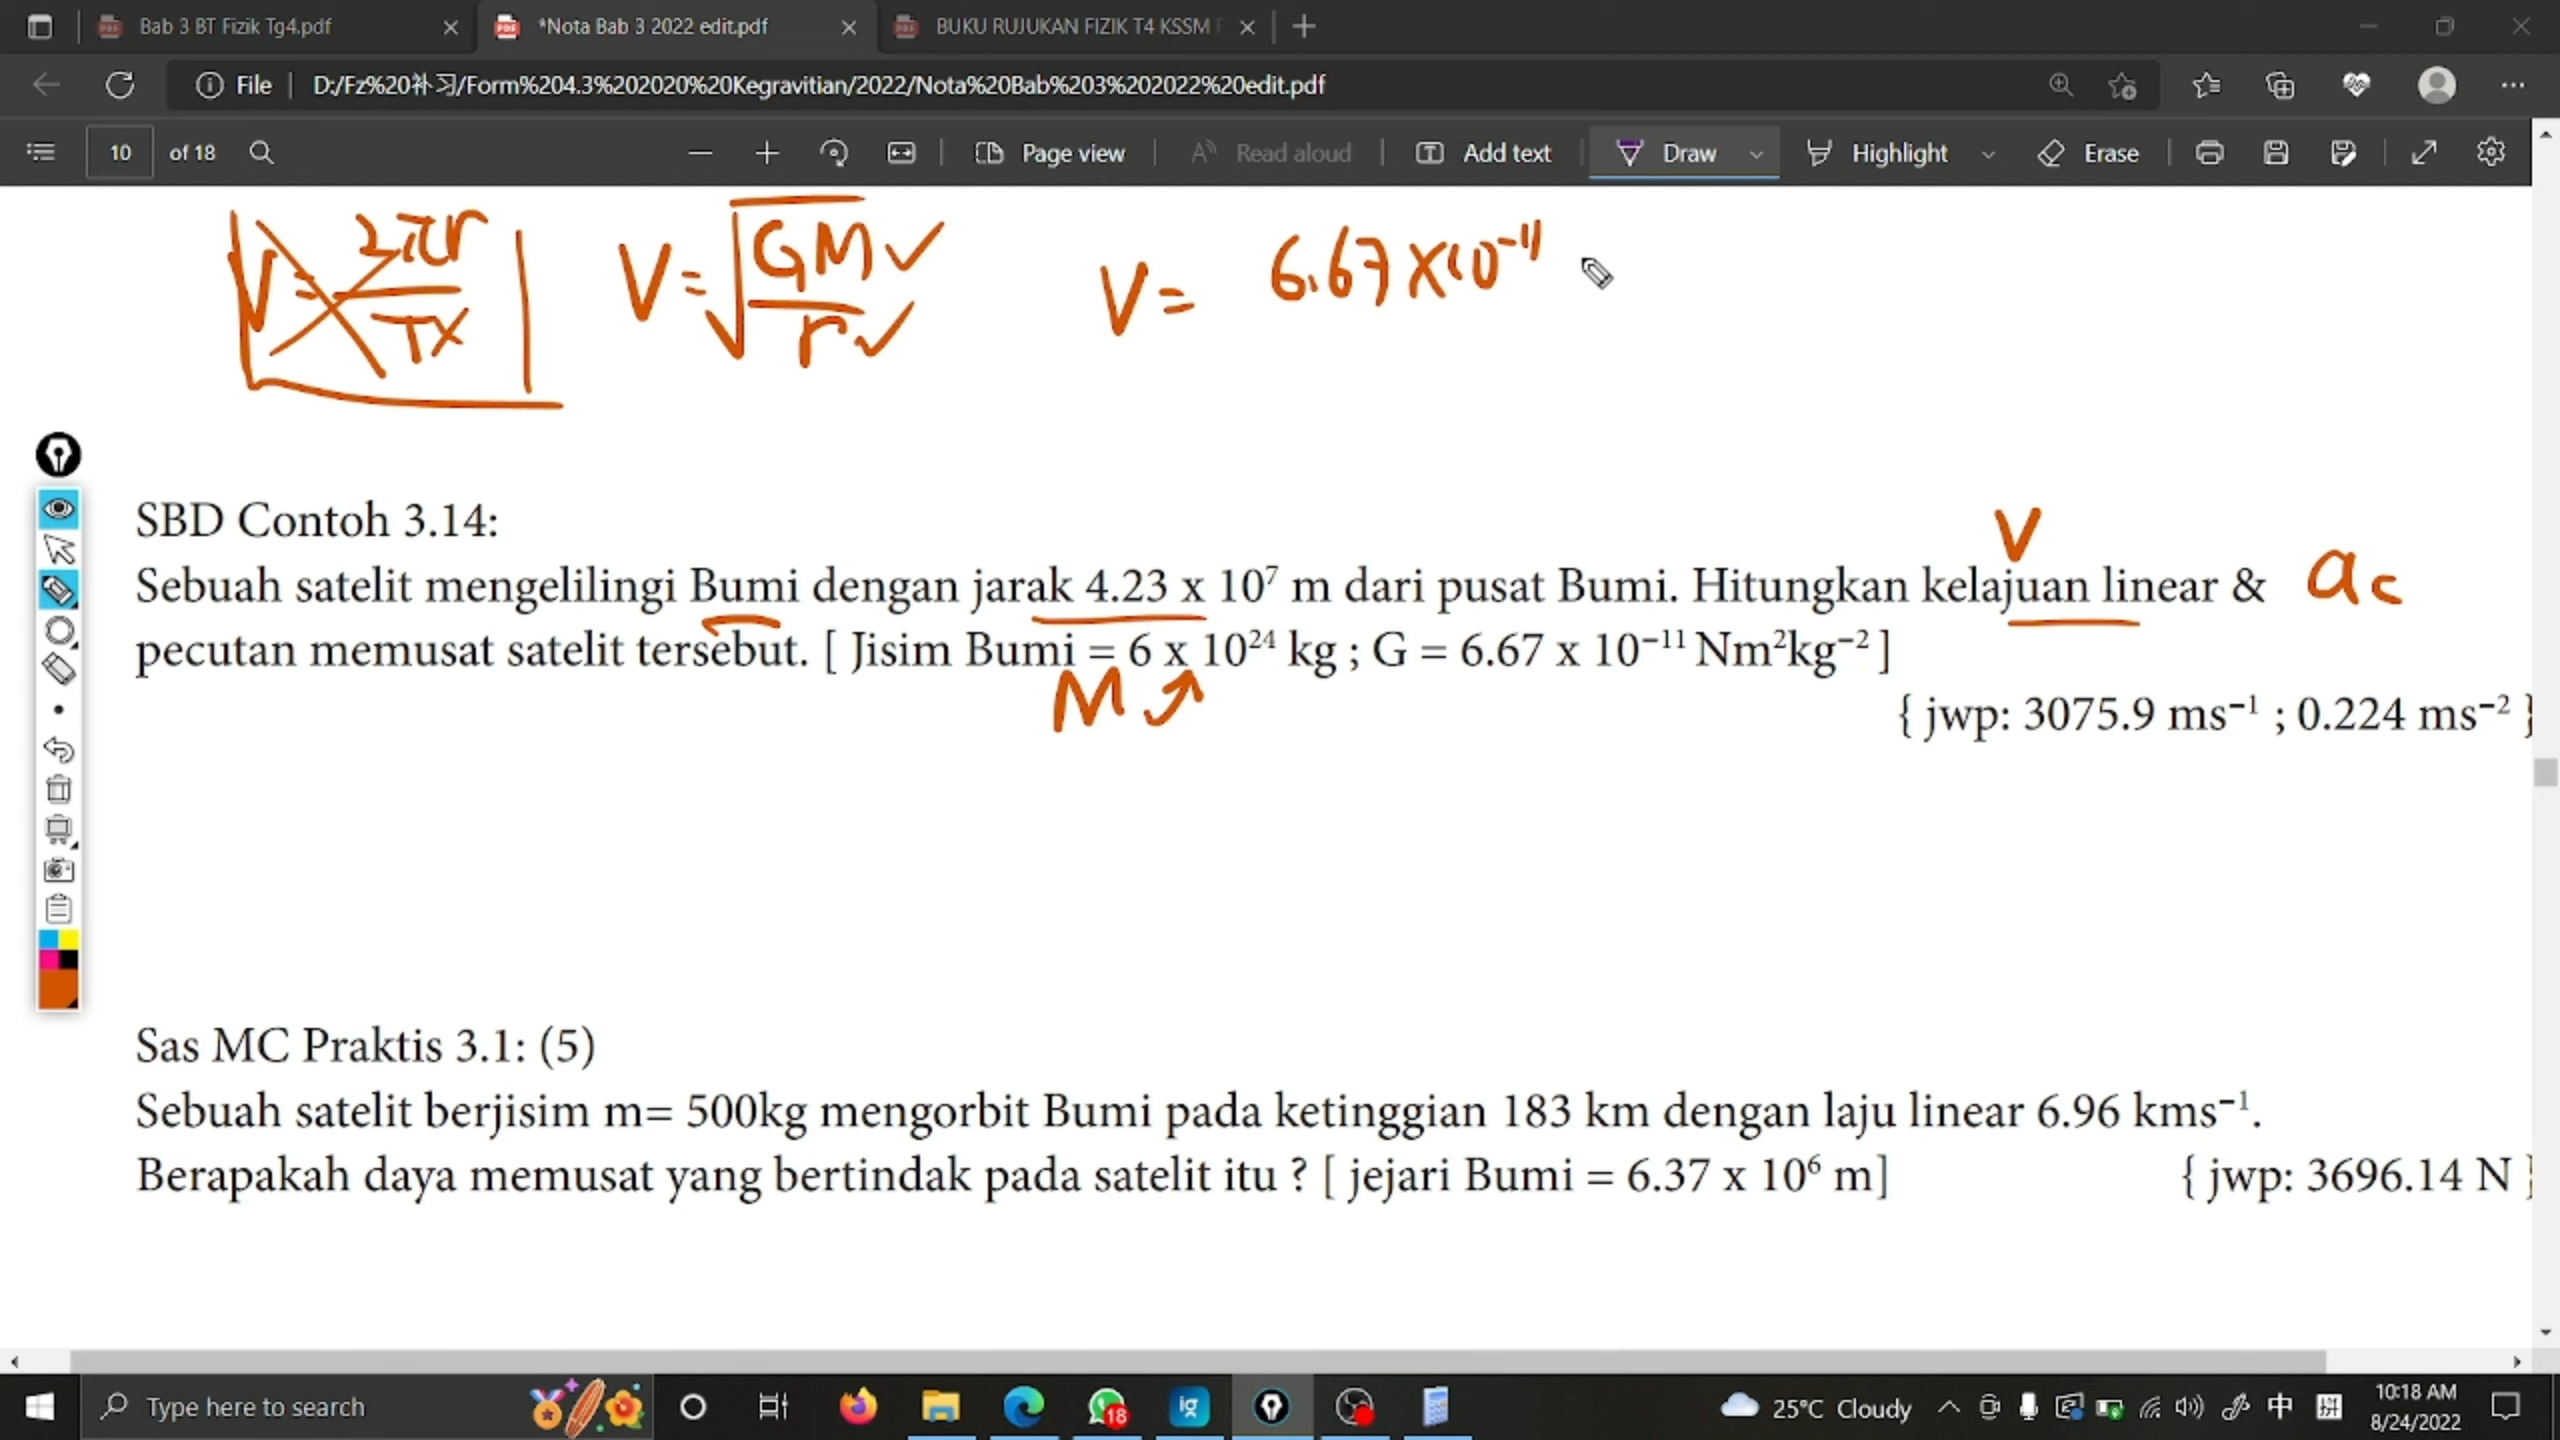 Bab 3 BT Fizik Tg4.pdf
*Nota Bab 3 2022 edit.pdf
BUKU RUJUKAN FIZIK T4 KSSM
File
D:/Fz%20补习/Form%204.3%202020%20Kegravitian/2022/Nota%20Bab%203%202022%20edit.pdf
10 of 18
Page view
Read aloud
Add text
Draw
Highlight
Erase
V = 2πr / T X
V = √(GM ✓ / r ✓)
V = 6.67 X 10⁻¹¹
SBD Contoh 3.14:
V
Sebuah satelit mengelilingi Bumi dengan jarak 4.23 x 10⁷ m dari pusat Bumi. Hitungkan kelajuan linear & ac
pecutan memusat satelit tersebut. [ Jisim Bumi = 6 x 10²⁴ kg ; G = 6.67 x 10⁻¹¹ Nm²kg⁻² ]
M
{ jwp: 3075.9 ms⁻¹ ; 0.224 ms⁻² }
Sas MC Praktis 3.1: (5)
Sebuah satelit berjisim m= 500kg mengorbit Bumi pada ketinggian 183 km dengan laju linear 6.96 kms⁻¹.
Berapakah daya memusat yang bertindak pada satelit itu ? [ jejari Bumi = 6.37 x 10⁶ m]
{ jwp: 3696.14 N }
Type here to search
18
ig
25°C Cloudy
中
拼
10:18 AM
8/24/2022